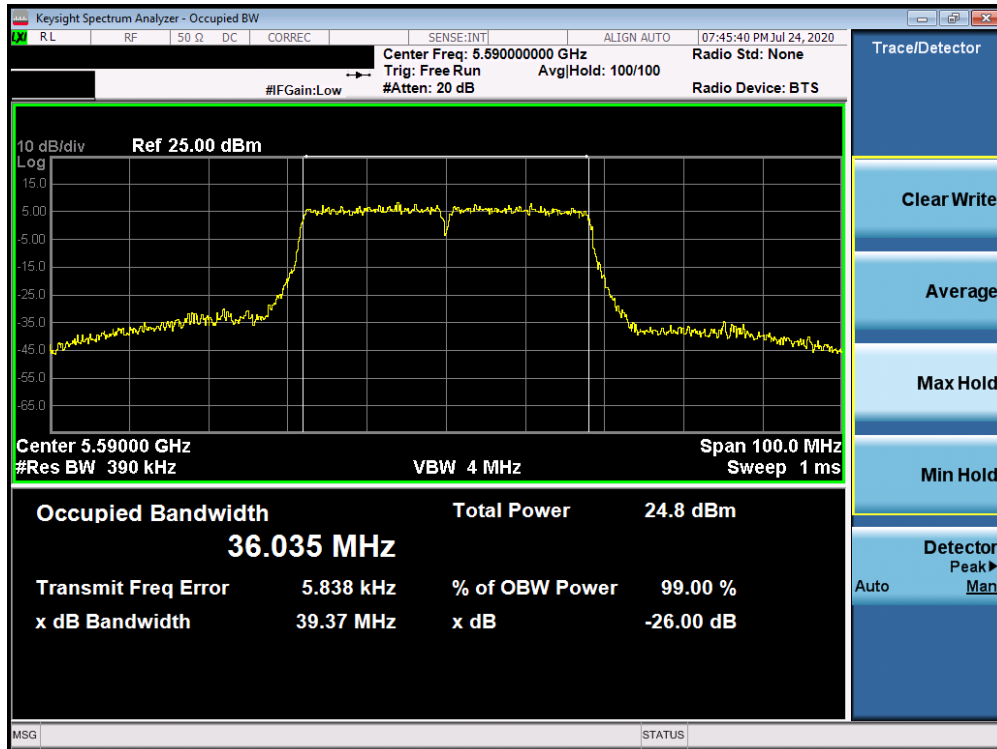 Keysight Spectrum Analyzer - Occupied BW
LXI RL RF 50 Ω DC CORREC SENSE:INT ALIGN AUTO 07:45:40 PM Jul 24, 2020
Center Freq: 5.590000000 GHz Radio Std: None
Trig: Free Run Avg|Hold: 100/100
#IFGain:Low #Atten: 20 dB Radio Device: BTS
10 dB/div Ref 25.00 dBm
Log
15.0
5.00
-5.00
-15.0
-25.0
-35.0
-45.0
-55.0
-65.0
Center 5.59000 GHz Span 100.0 MHz
#Res BW 390 kHz VBW 4 MHz Sweep 1 ms
Occupied Bandwidth Total Power 24.8 dBm
36.035 MHz
Transmit Freq Error 5.838 kHz % of OBW Power 99.00 %
x dB Bandwidth 39.37 MHz x dB -26.00 dB
MSG STATUS
Trace/Detector
Clear Write
Average
Max Hold
Min Hold
Detector
Peak▶
Auto Man